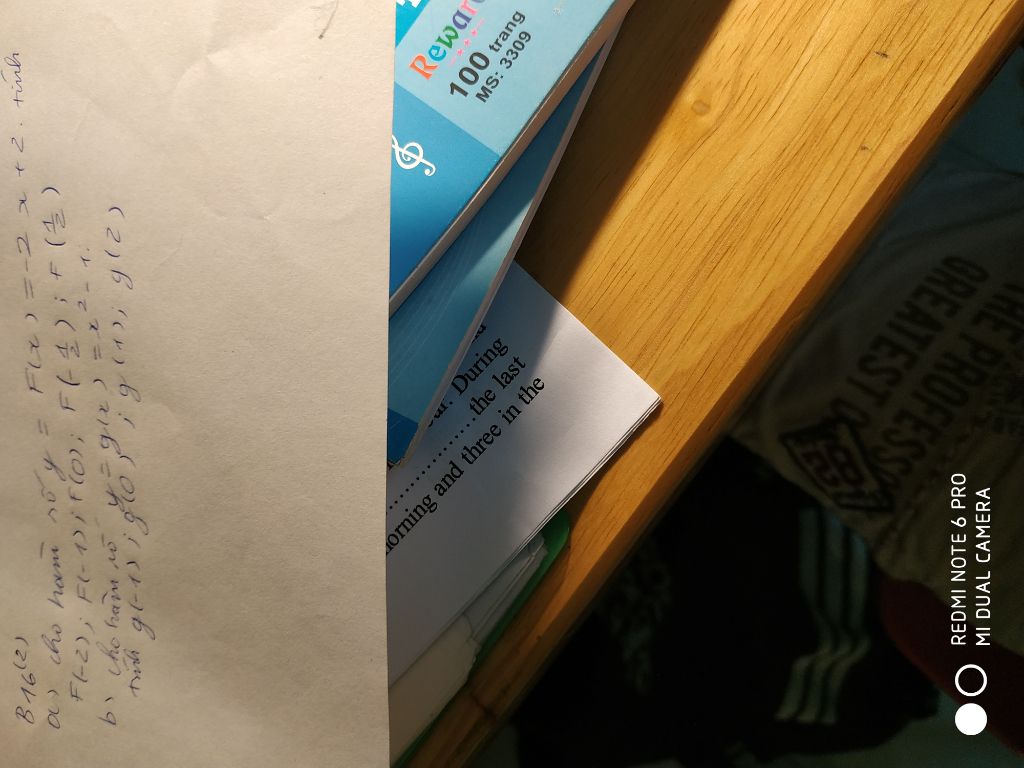 B16(2)
a, cho hàm số y = F(x) = -2x + 2. tính
F(-2); F(-1); F(0); F(-1/2); F(1/2)
b, cho hàm số y = g(x) = x² - 1.
tính g(-1); g(0); g(1); g(2)
Reward
100 trang
MS: 3309
During
the last
morning and three in the
THE PROFESS
GREATEST
REDMI NOTE 6 PRO
MI DUAL CAMERA